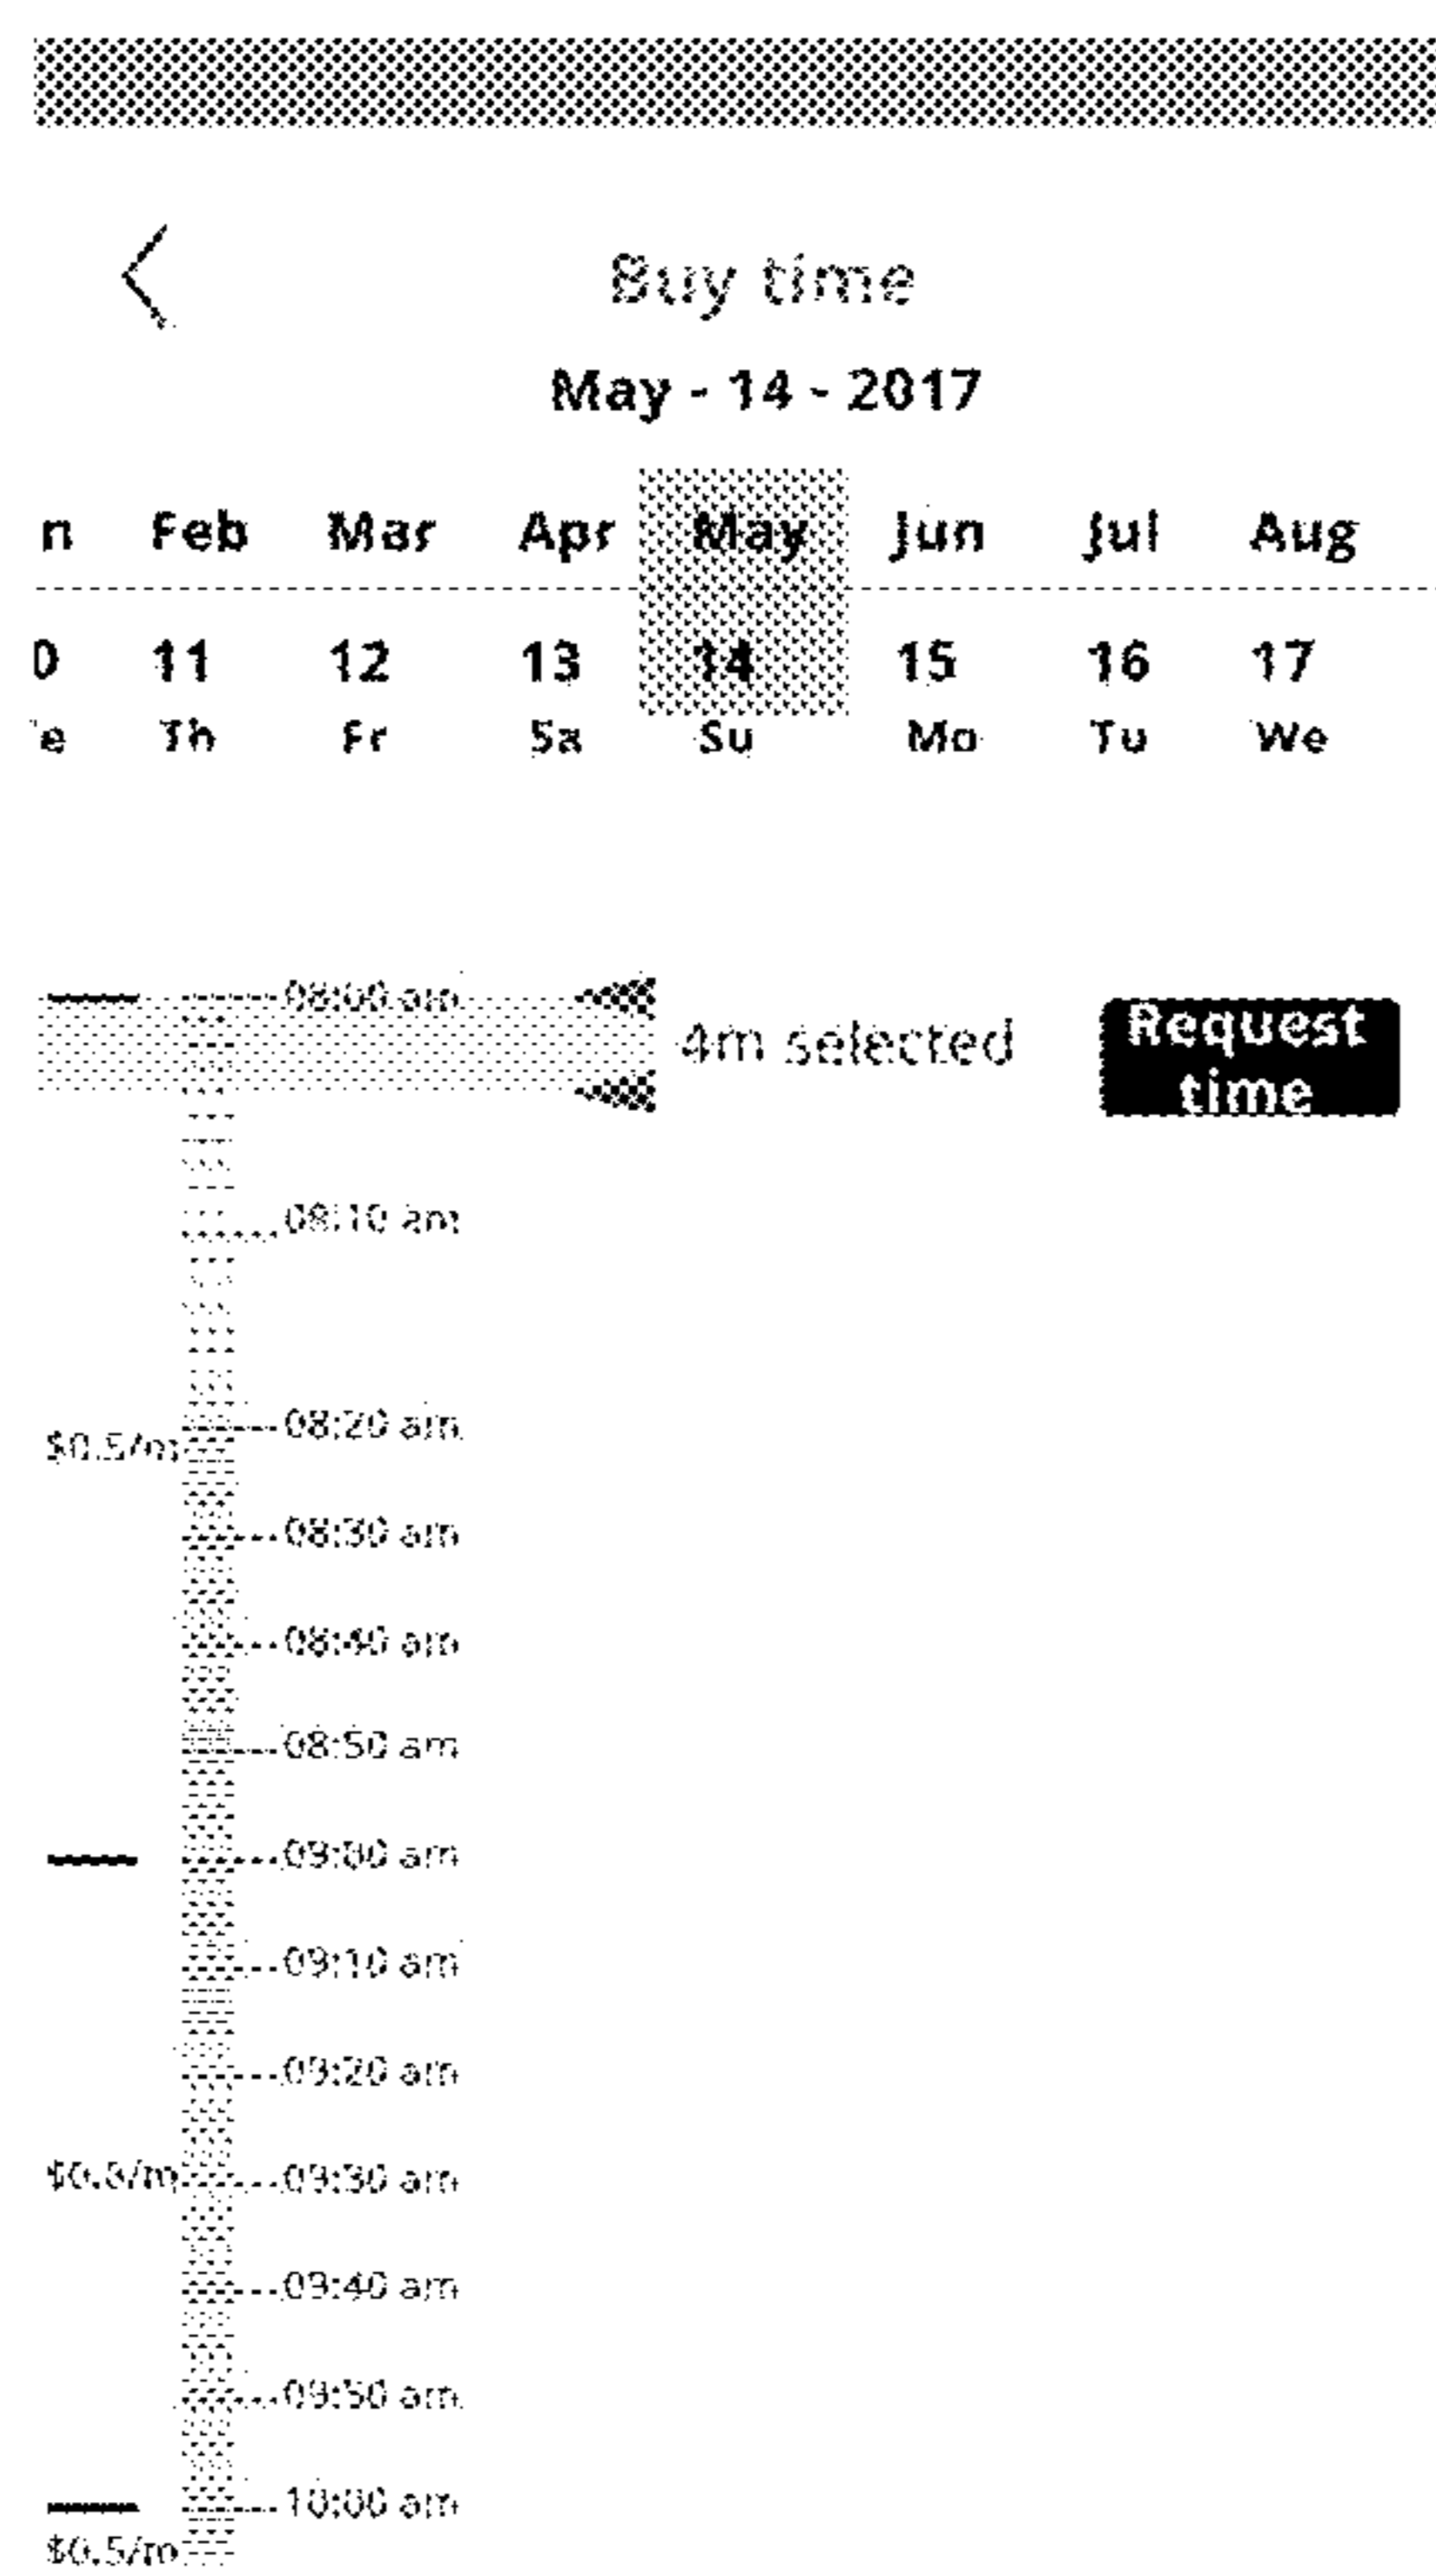 Buy time
May - 14 - 2017
n Feb Mar Apr May Jun Jul Aug
0 11 12 13 14 15 16 17
e Th Fr Sa Su Mo Tu We
08:00 am
4m selected
Request
time
08:10 am
08:20 am
$0.5/m
08:30 am
08:40 am
08:50 am
09:00 am
09:10 am
09:20 am
09:30 am
09:40 am
09:50 am
10:00 am
$0.5/m